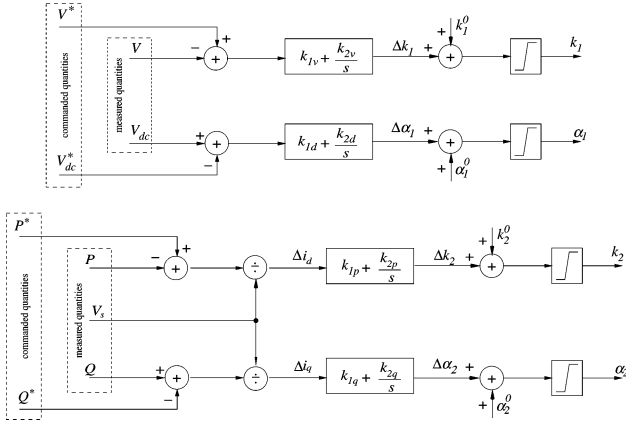 V*
commanded quantities
V*dc
measured quantities
V
Vdc
− + +
+ + −
k1v + k2v/s
k1d + k2d/s
Δk1 + + k1^0
Δα1 + + α1^0
k1
α1
P*
commanded quantities
Q*
measured quantities
P
Vs
Q
− + +
+ + −
÷
÷
Δid
Δiq
k1p + k2p/s
k1q + k2q/s
Δk2 + + k2^0
Δα2 + + α2^0
k2
α2